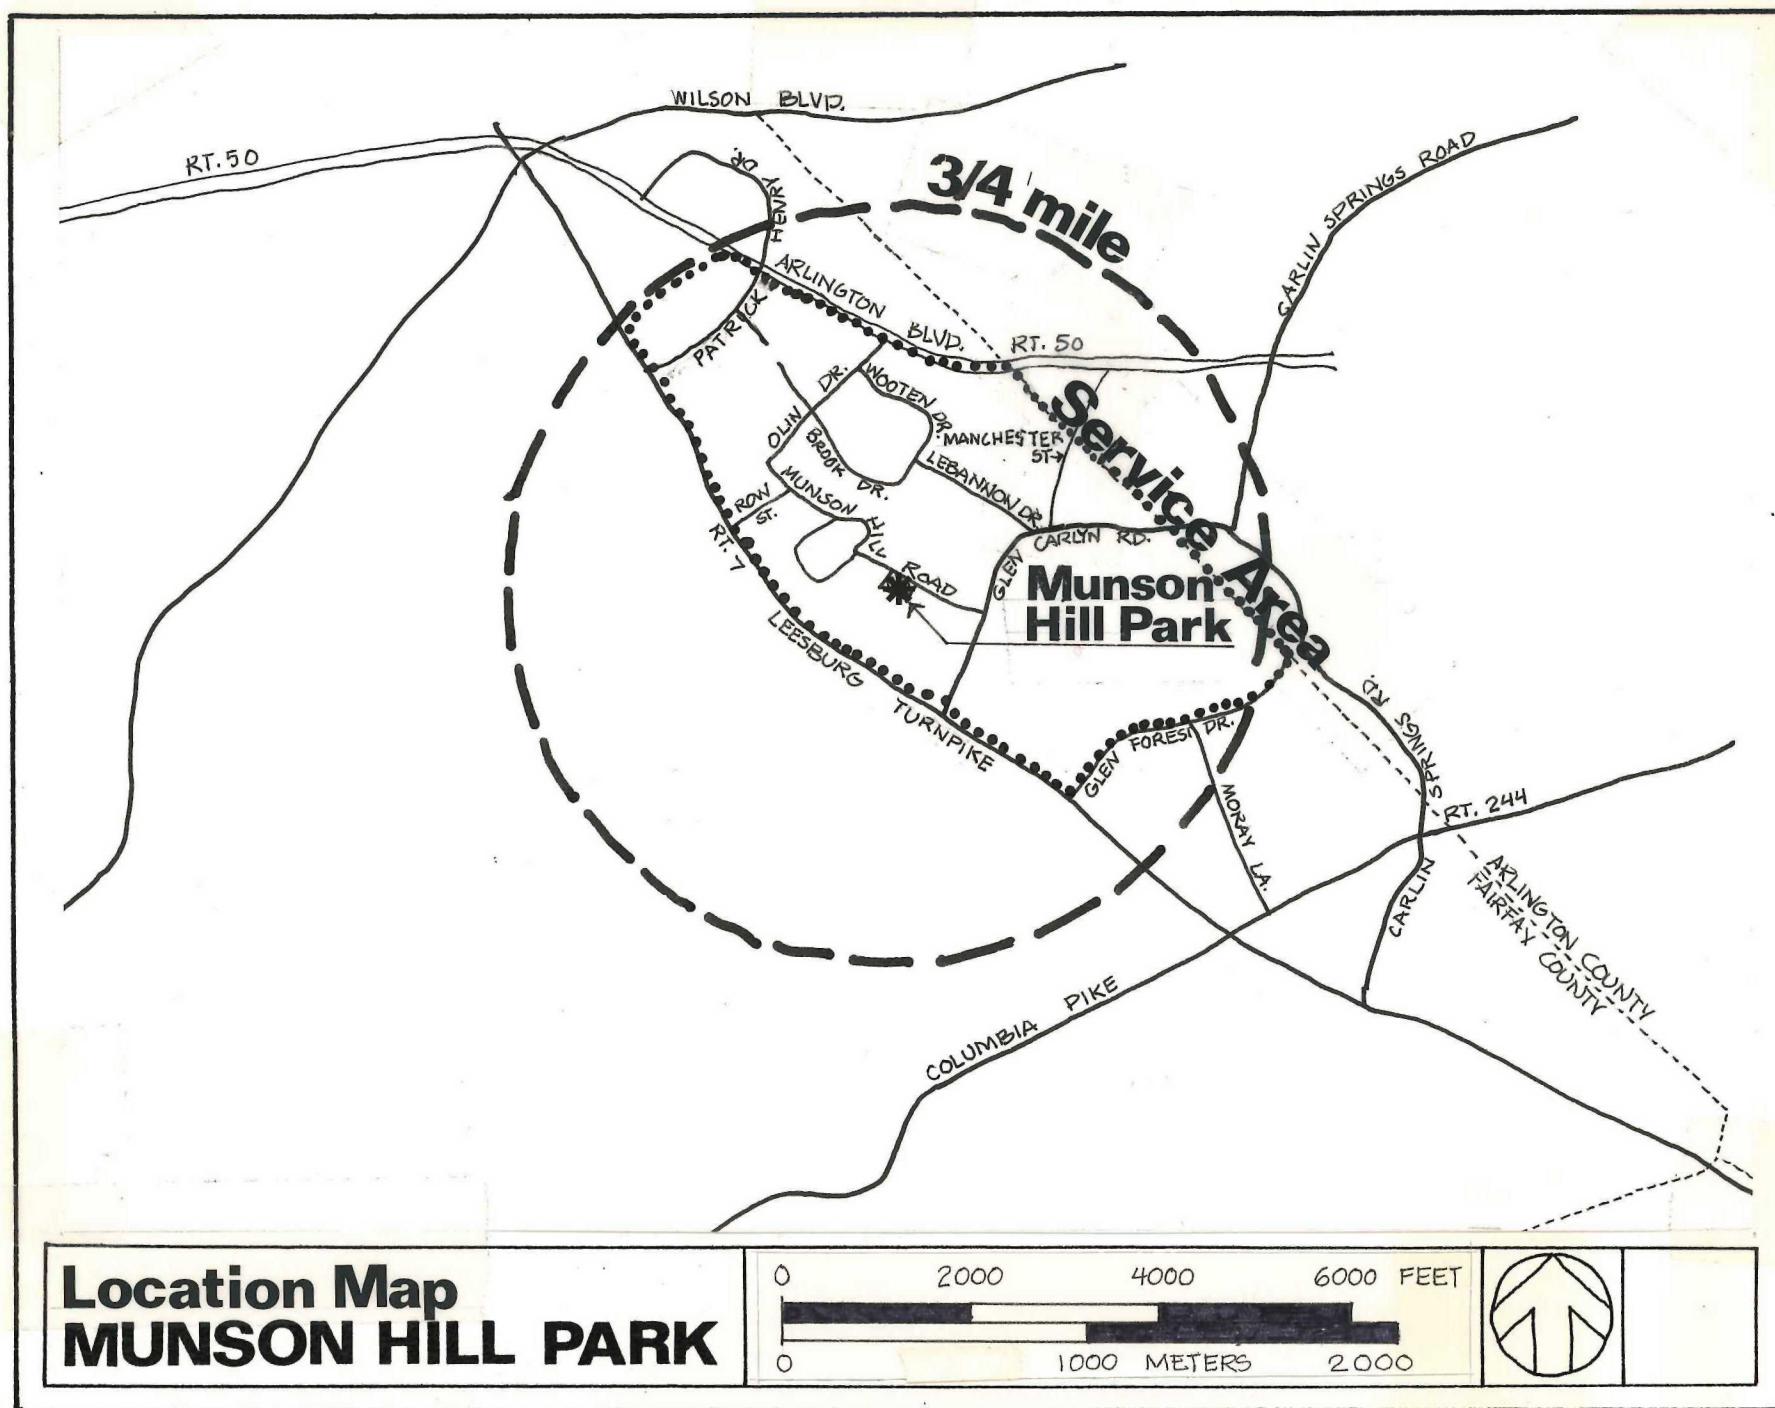 WILSON BLVD.
RT. 50
HENRY DR.
3/4 mile
CARLIN SPRINGS ROAD
ARLINGTON BLVD.
PATRICK
RT. 50
Service Area
OLIN DR.
WOOTEN DR.
MANCHESTER
ST→
BROOK DR.
LEBANNON DR.
ROW
ST.
MUNSON HILL ROAD
RT. 7
GLEN CARLYN RD.
Munson
Hill Park
LEESBURG TURNPIKE
GLEN FOREST DR.
MORAY LA.
CARLIN SPRINGS RD.
RT. 244
ARLINGTON COUNTY
FAIRFAX COUNTY
COLUMBIA PIKE
Location Map
MUNSON HILL PARK
0 2000 4000 6000 FEET
0 1000 METERS 2000